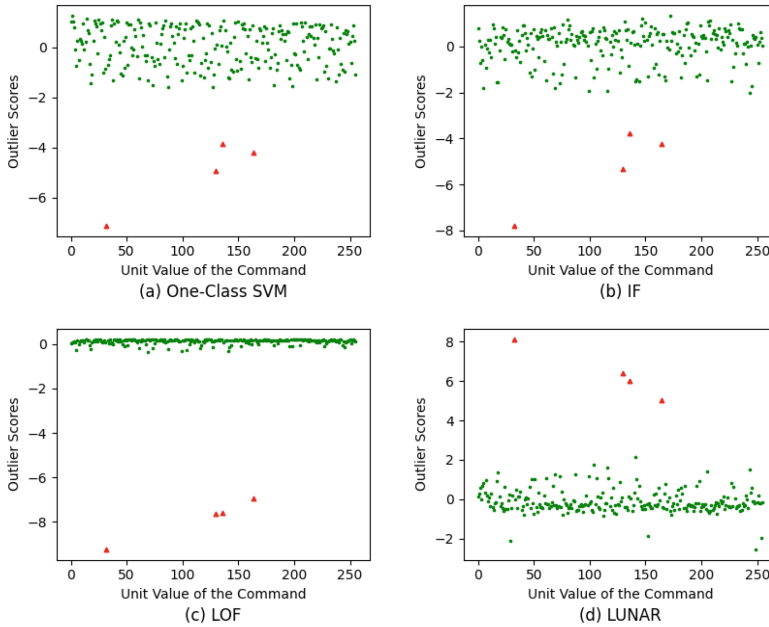 0
−2
−4
−6
Outlier Scores
0 50 100 150 200 250
Unit Value of the Command
(a) One-Class SVM
0
−2
−4
−6
−8
Outlier Scores
0 50 100 150 200 250
Unit Value of the Command
(b) IF
0
−2
−4
−6
−8
Outlier Scores
0 50 100 150 200 250
Unit Value of the Command
(c) LOF
8
6
4
2
0
−2
Outlier Scores
0 50 100 150 200 250
Unit Value of the Command
(d) LUNAR